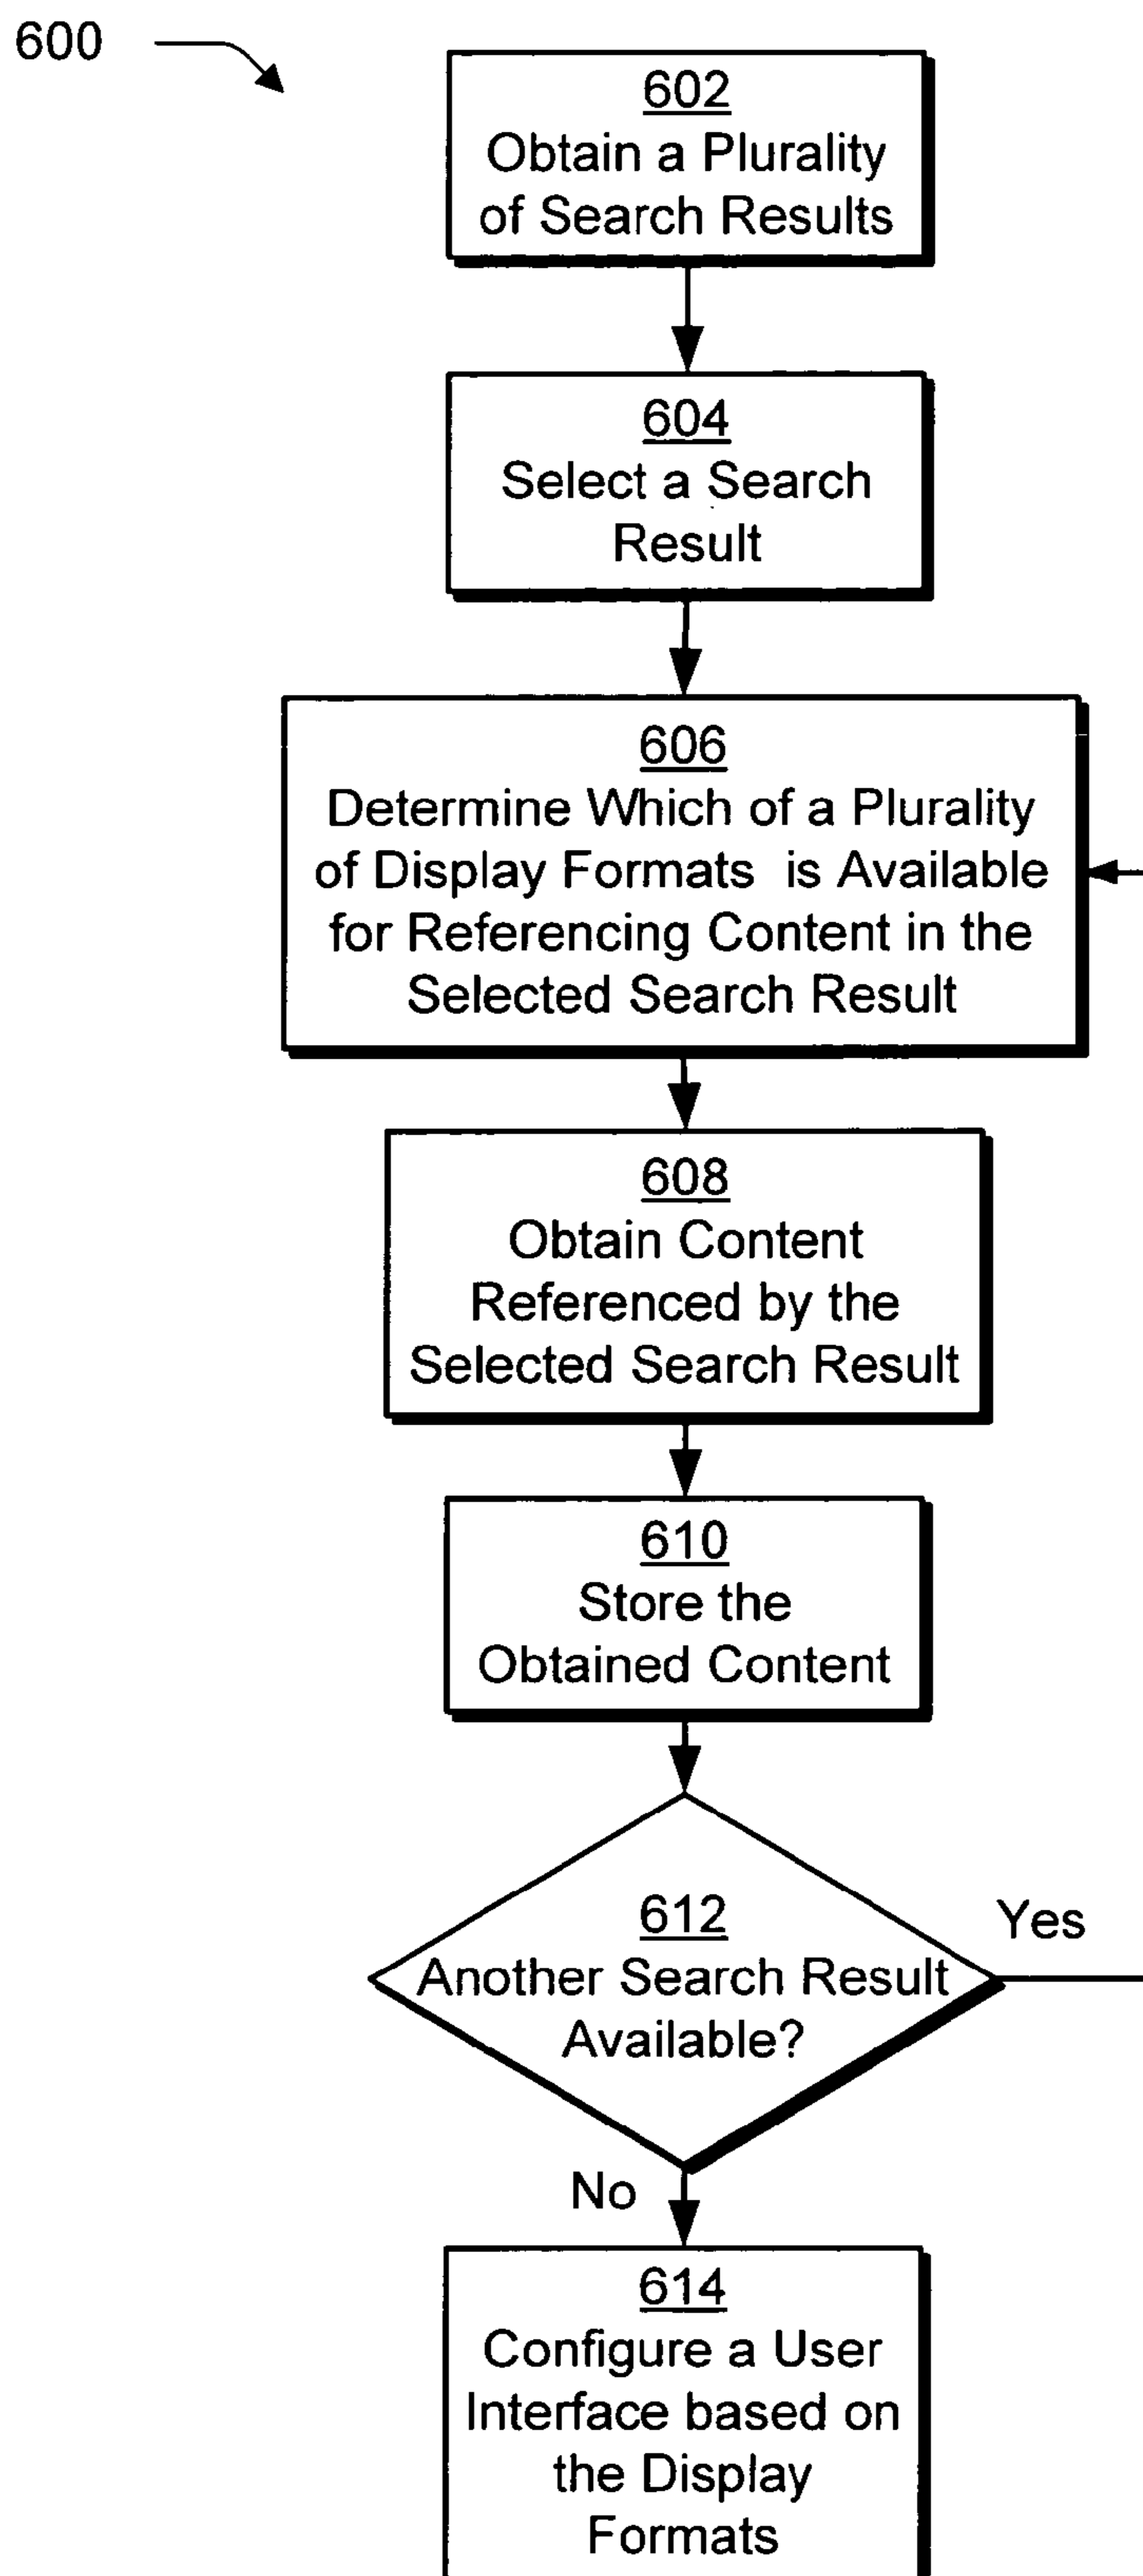 600
602
Obtain a Plurality
of Search Results
604
Select a Search
Result
606
Determine Which of a Plurality
of Display Formats is Available
for Referencing Content in the
Selected Search Result
608
Obtain Content
Referenced by the
Selected Search Result
610
Store the
Obtained Content
612
Another Search Result
Available?
Yes
No
614
Configure a User
Interface based on
the Display
Formats